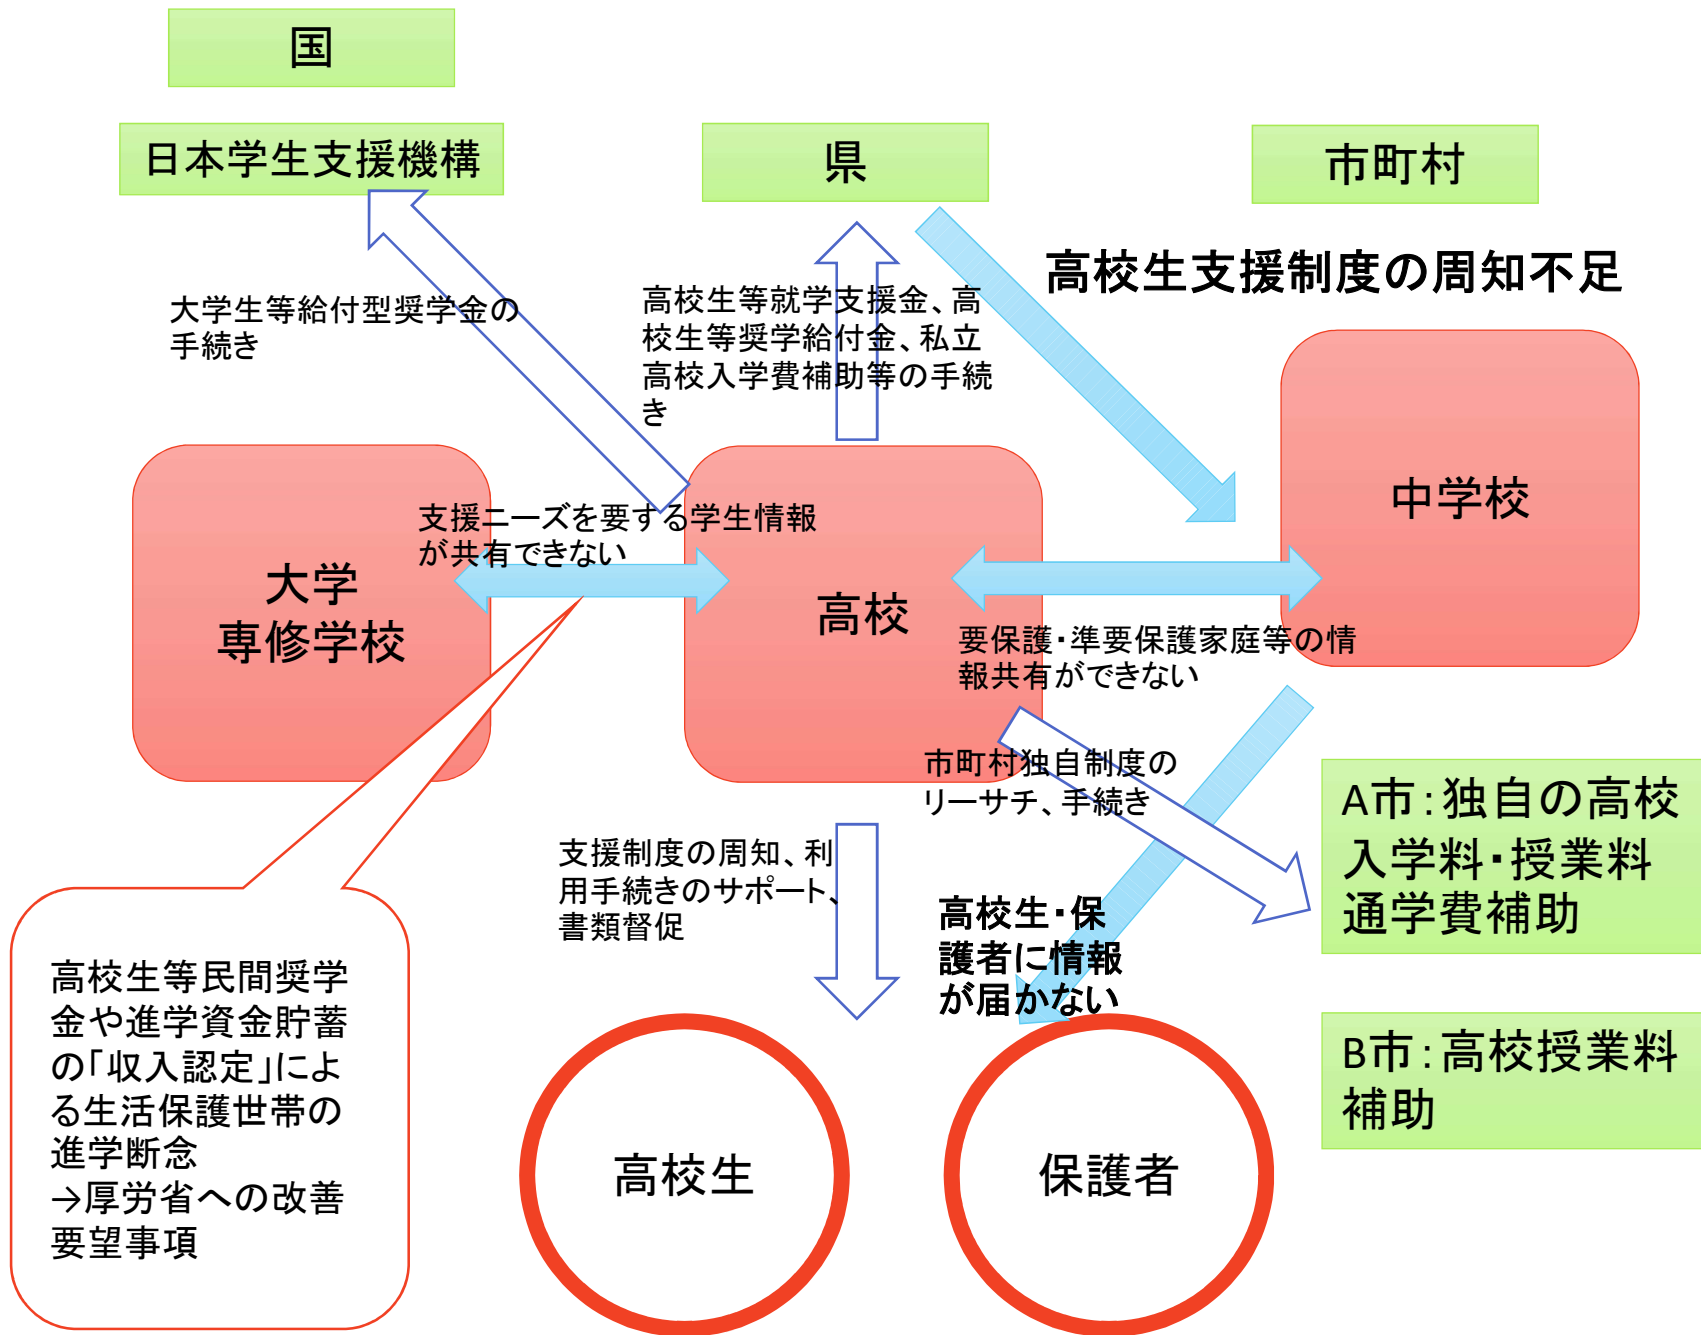 国
日本学生支援機構
県
市町村
高校生支援制度の周知不足
大学生等給付型奨学金の
手続き
高校生等就学支援金、高
校生等奨学給付金、私立
高校入学費補助等の手続
き
中学校
支援ニーズを要する学生情報
が共有できない
大学
専修学校
高校
要保護・準要保護家庭等の情
報共有ができない
市町村独自制度の
リーサチ、手続き
A市：独自の高校
入学料・授業料
通学費補助
支援制度の周知、利
用手続きのサポート、
書類督促
高校生・保
護者に情報
が届かない
高校生等民間奨学
金や進学資金貯蓄
の「収入認定」によ
る生活保護世帯の
進学断念
→厚労省への改善
要望事項
B市：高校授業料
補助
高校生
保護者